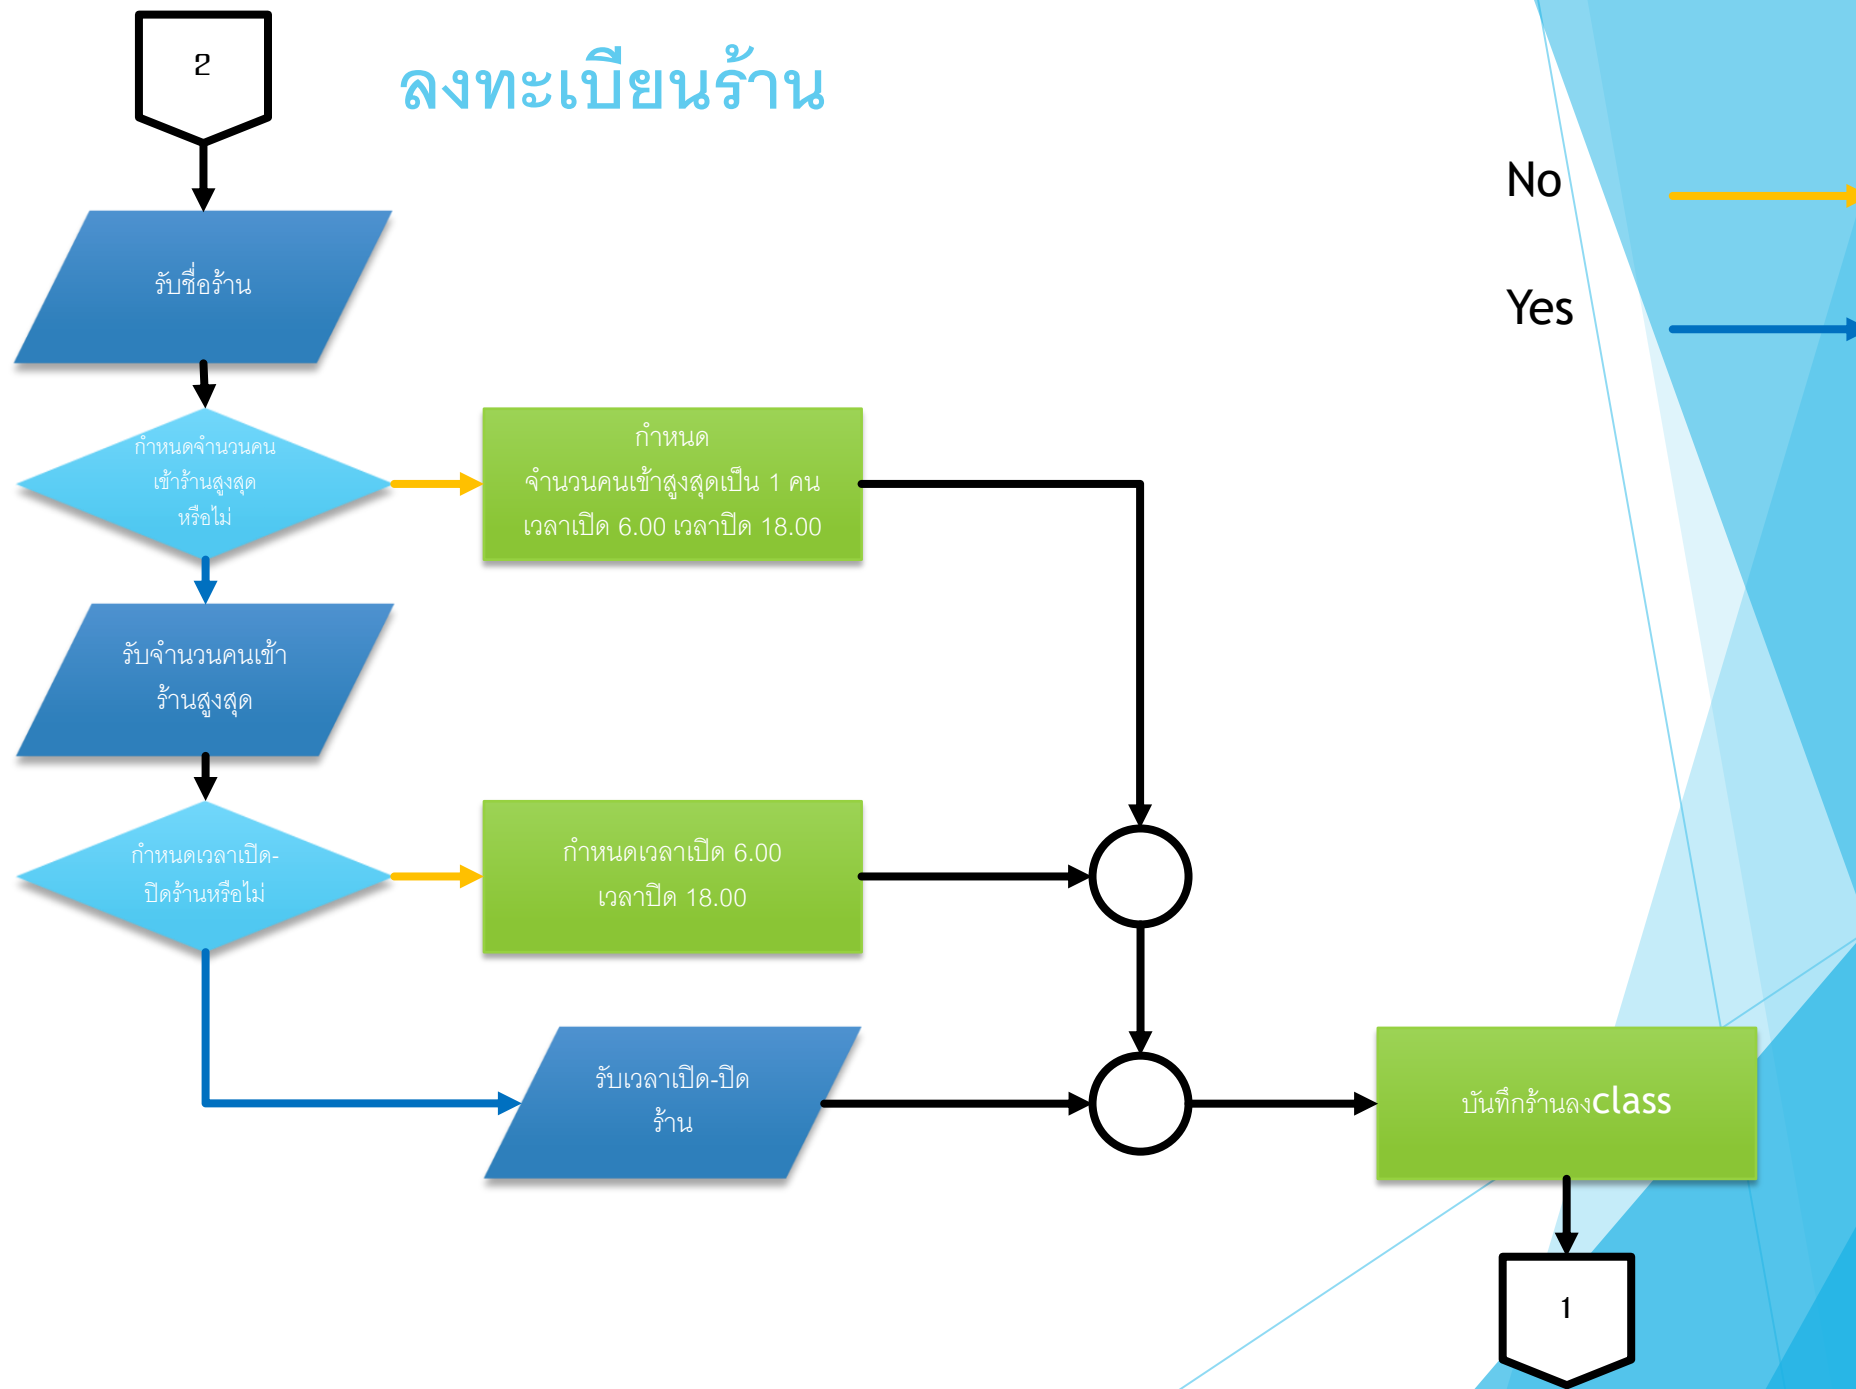 2
ลงทะเบียนร้าน
No
Yes
รับชื่อร้าน
กำหนดจำนวนคน
เข้าร้านสูงสุด
หรือไม่
กำหนด
จำนวนคนเข้าสูงสุดเป็น 1 คน
เวลาเปิด 6.00 เวลาปิด 18.00
รับจำนวนคนเข้า
ร้านสูงสุด
กำหนดเวลาเปิด-
ปิดร้านหรือไม่
กำหนดเวลาเปิด 6.00
เวลาปิด 18.00
รับเวลาเปิด-ปิด
ร้าน
บันทึกร้านลงclass
1